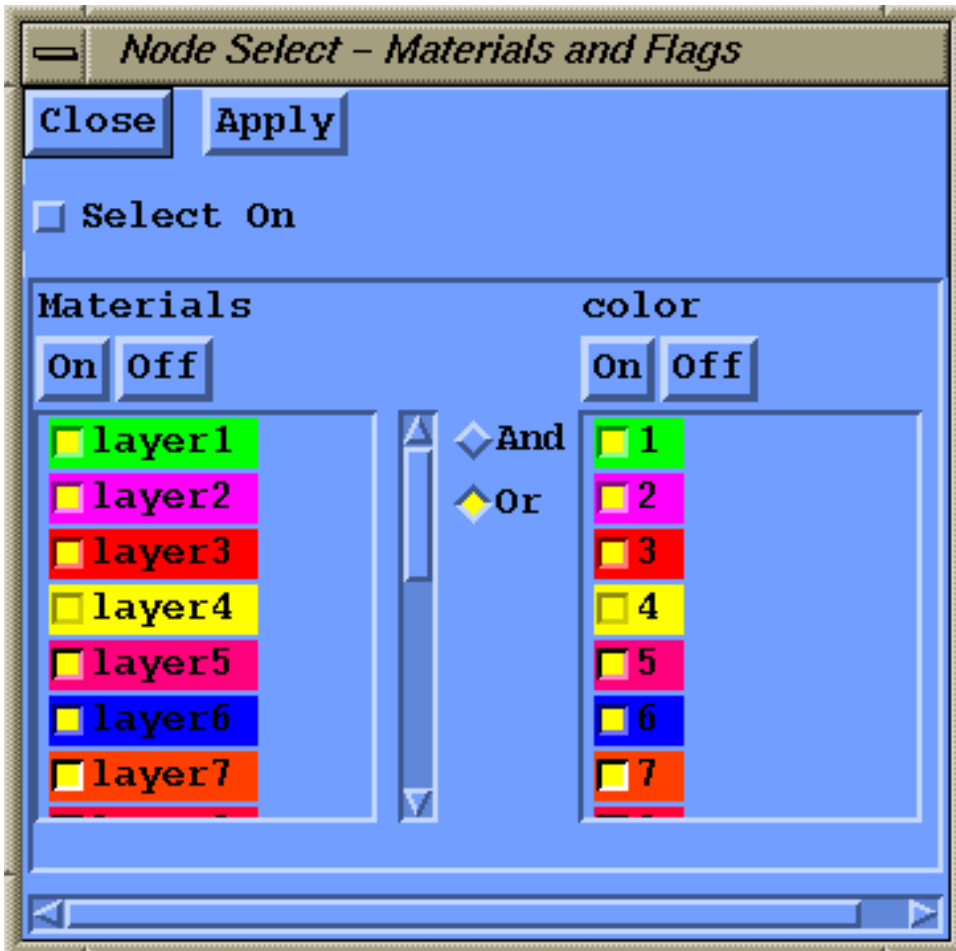 Node Select – Materials and Flags
Close Apply
Select On
Materials color
On Off On Off
layer1 And 1
layer2 Or 2
layer3 3
layer4 4
layer5 5
layer6 6
layer7 7